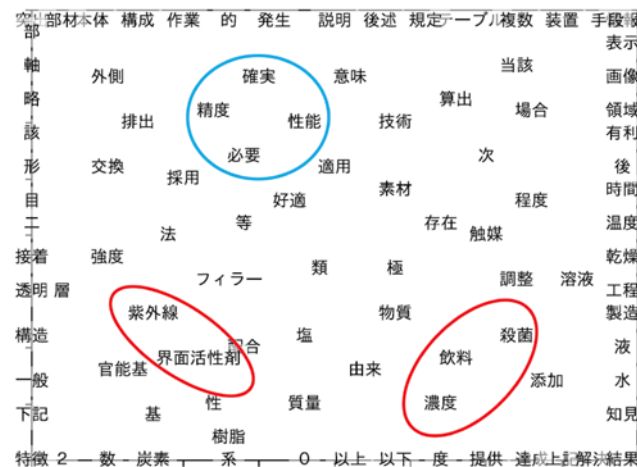 突出部材本体 構成 作業 的 発生 説明 後述 規定テーブル複数 装置 手段
部
表示
軸 外側 確実 意味 当該 画像
略 精度 算出 場合 領域
該 排出 性能 技術 有利
形 交換 必要 適用 次 後
採用 素材 時間
目 好適 程度
二 法 等 存在 触媒 温度
接着 強度 類 極 乾燥
フィラー 調整 溶液
透明 層 工程
紫外線 物質 製造
構造 配合 塩 殺菌 液
界面活性剤 飲料
一般 官能基 由来 添加 水
性 質量 濃度
下記 基 知見
樹脂
特徴 2 一 数 - 炭素 系 0 - 以上 以下 - 度 - 提供 達成上記解決結果